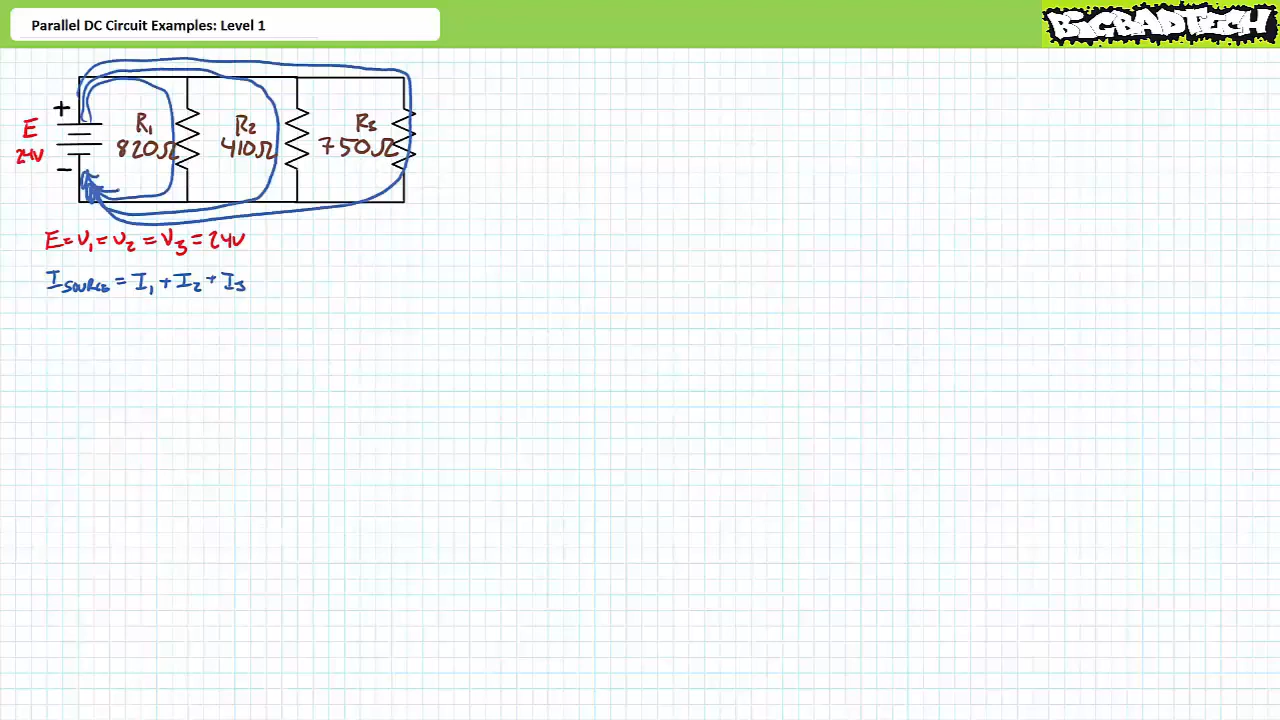 Parallel DC Circuit Examples: Level 1
BIGBADTECH
+
E
24V
−
R1
820Ω
R2
410Ω
R3
750Ω
E = V1 = V2 = V3 = 24V
ISOURCE = I1 + I2 + I3